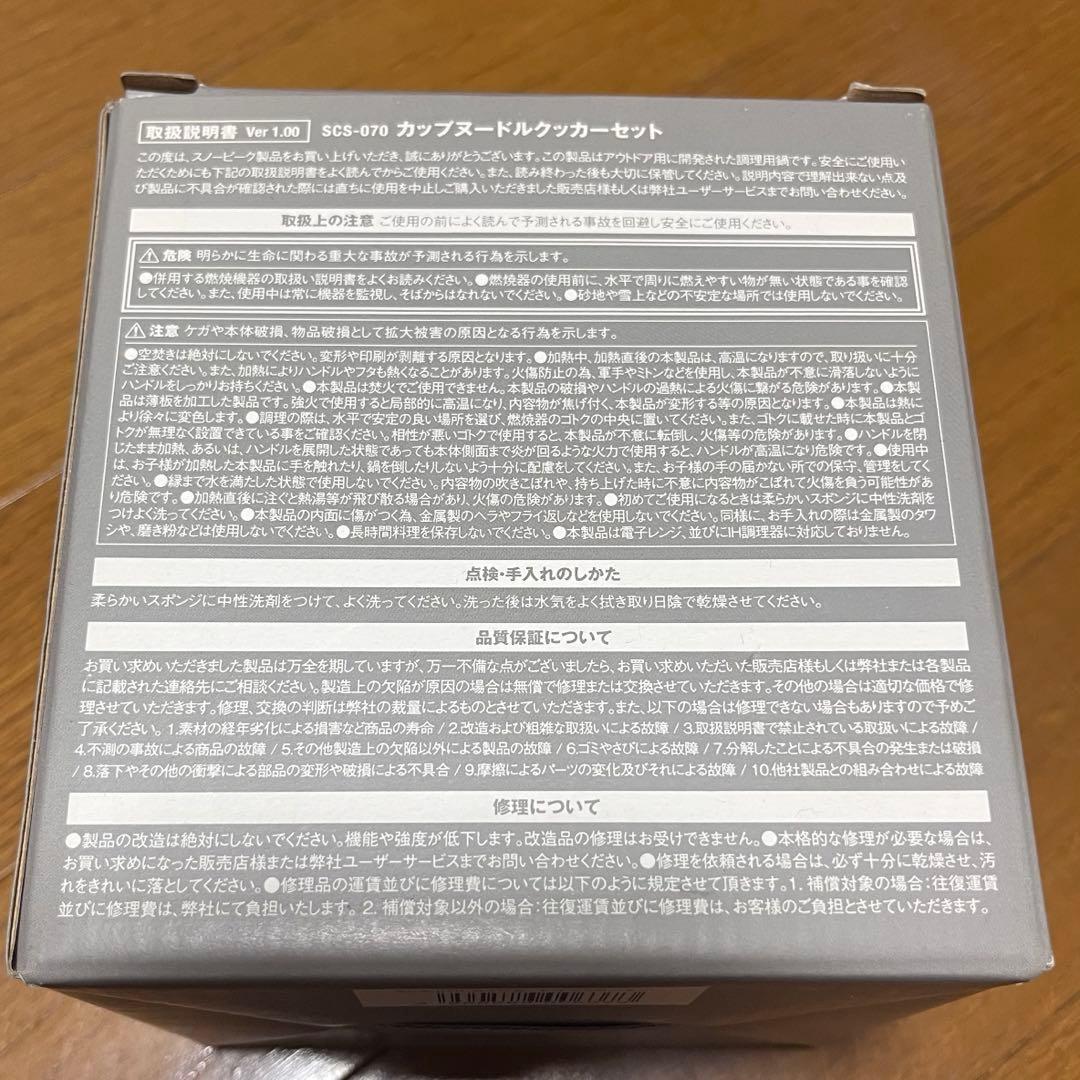 取扱説明書 Ver 1.00 SCS-070 カップヌードルクッカーセット
この度は、スノーピーク製品をお買い上げいただき、誠にありがとうございます。この製品はアウトドア用に開発された調理用鍋です。安全にご使用い
ただくためにも下記の取扱説明書をよく読んでからご使用ください。また、読み終わった後も大切に保管してください。説明内容で理解出来ない点及
び製品に不具合が確認された際には直ちに使用を中止しご購入いただきました販売店様もしくは弊社ユーザーサービスまでお問い合わせください。
取扱上の注意 ご使用の前によく読んで予測される事故を回避し安全にご使用ください。
⚠ 危険 明らかに生命に関わる重大な事故が予測される行為を示します。
●併用する燃焼機器の取扱い説明書をよくお読みください。●燃焼器の使用前に、水平で周りに燃えやすい物が無い状態である事を確認
してください。また、使用中は常に機器を監視し、そばからはなれないでください。●砂地や雪上などの不安定な場所では使用しないでください。
⚠ 注意 ケガや本体破損、物品破損として拡大被害の原因となる行為を示します。
●空焚きは絶対にしないでください。変形や印刷が剥離する原因となります。●加熱中、加熱直後の本製品は、高温になりますので、取り扱いに十分
ご注意ください。また、加熱によりハンドルやフタも熱くなることがあります。火傷防止の為、軍手やミトンなどを使用し、本製品が不意に滑落しないように
ハンドルをしっかりお持ちください。●本製品は焚火でご使用できません。本製品の破損やハンドルの過熱による火傷に繋がる危険があります。●本製
品は薄板を加工した製品です。強火で使用すると局部的に高温になり、内容物が焦げ付く、本製品が変形する等の原因となります。●本製品は熱に
より徐々に変色します。●調理の際は、水平で安定の良い場所を選び、燃焼器のゴトクの中央に置いてください。また、ゴトクに載せた時に本製品とゴ
トクが無理なく設置できている事をご確認ください。相性が悪いゴトクで使用すると、本製品が不意に転倒し、火傷等の危険があります。●ハンドルを閉
じたまま加熱、あるいは、ハンドルを展開した状態であっても本体側面まで炎が回るような火力で使用すると、ハンドルが高温になり危険です。●使用中
は、お子様が加熱した本製品に手を触れたり、鍋を倒したりしないよう十分に配慮をしてください。また、お子様の手の届かない所での保守、管理をしてく
ださい。●縁まで水を満たした状態で使用しないでください。内容物の吹きこぼれや、持ち上げた時に不意に内容物がこぼれて火傷を負う可能性があ
り危険です。●加熱直後に注ぐと熱湯等が飛び散る場合があり、火傷の危険があります。●初めてご使用になるときは柔らかいスポンジに中性洗剤を
つけよく洗ってください。●本製品の内面に傷がつく為、金属製のヘラやフライ返しなどを使用しないでください。同様に、お手入れの際は金属製のタワ
シや、磨き粉などは使用しないでください。●長時間料理を保存しないでください。●本製品は電子レンジ、並びにIH調理器に対応しておりません。
点検・手入れのしかた
柔らかいスポンジに中性洗剤をつけて、よく洗ってください。洗った後は水気をよく拭き取り日陰で乾燥させてください。
品質保証について
お買い求めいただきました製品は万全を期していますが、万一不備な点がございましたら、お買い求めいただいた販売店様もしくは弊社または各製品
に記載された連絡先にご相談ください。製造上の欠陥が原因の場合は無償で修理または交換させていただきます。その他の場合は適切な価格で修
理させていただきます。修理、交換の判断は弊社の裁量によるものとさせていただきます。また、以下の場合は修理できない場合もありますので予めご
了承ください。1.素材の経年劣化による損害など商品の寿命 / 2.改造および粗雑な取扱いによる故障 / 3.取扱説明書で禁止されている取扱いによる故障 /
4.不測の事故による商品の故障 / 5.その他製造上の欠陥以外による製品の故障 / 6.ゴミやさびによる故障 / 7.分解したことによる不具合の発生または破損
/ 8.落下やその他の衝撃による部品の変形や破損による不具合 / 9.摩擦によるパーツの変化及びそれによる故障 / 10.他社製品との組み合わせによる故障
修理について
●製品の改造は絶対にしないでください。機能や強度が低下します。改造品の修理はお受けできません。●本格的な修理が必要な場合は、
お買い求めになった販売店様または弊社ユーザーサービスまでお問い合わせください。●修理を依頼される場合は、必ず十分に乾燥させ、汚
れをきれいに落としてください。●修理品の運賃並びに修理費については以下のように規定させて頂きます。1. 補償対象の場合：往復運賃
並びに修理費は、弊社にて負担いたします。 2. 補償対象以外の場合：往復運賃並びに修理費は、お客様のご負担とさせていただきます。